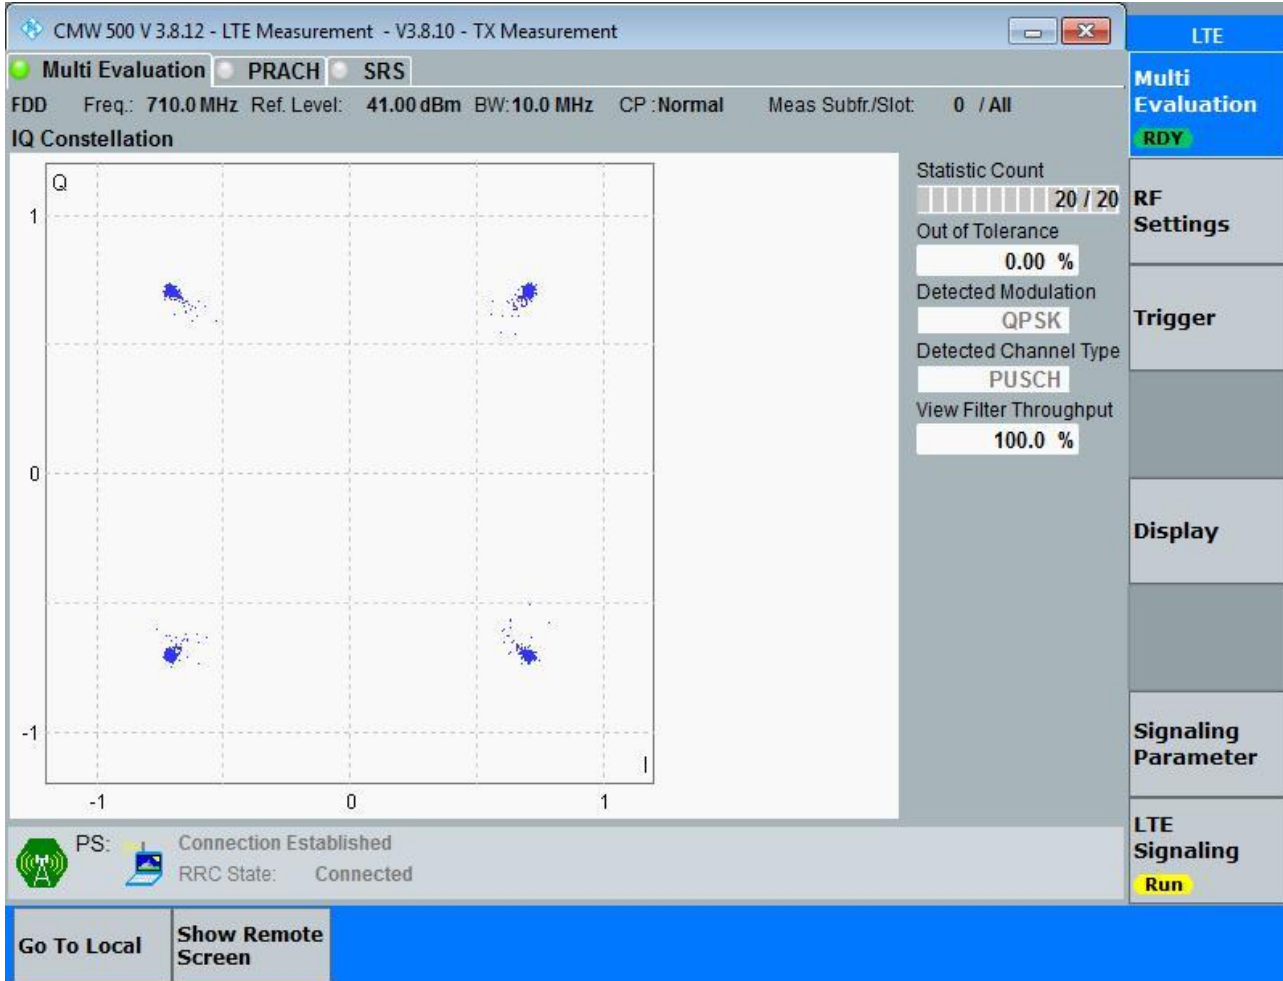 CMW 500 V 3.8.12 - LTE Measurement - V3.8.10 - TX Measurement
LTE
Multi Evaluation PRACH SRS
FDD Freq.: 710.0 MHz Ref. Level: 41.00 dBm BW:10.0 MHz CP :Normal Meas Subfr./Slot: 0 / All
IQ Constellation
Q
1
0
-1
I
-1 0 1
Statistic Count
20 / 20
Out of Tolerance
0.00 %
Detected Modulation
QPSK
Detected Channel Type
PUSCH
View Filter Throughput
100.0 %
Multi
Evaluation
RDY
RF
Settings
Trigger
Display
Signaling
Parameter
LTE
Signaling
Run
PS: Connection Established
RRC State: Connected
Go To Local
Show Remote
Screen